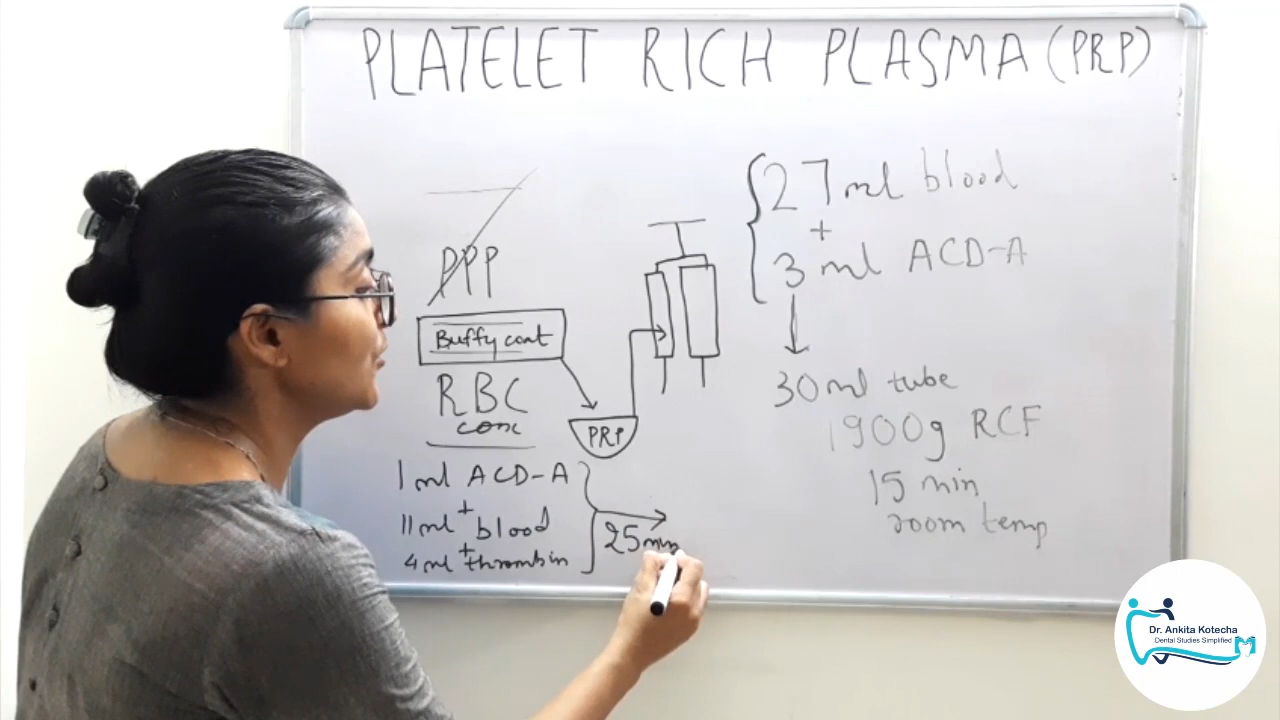 PLATELET RICH PLASMA (PRP)
27 ml blood
+
3 ml ACD-A
30 ml tube
1900g RCF
15 min
room temp
PPP
Buffy coat
RBC
conc
PRP
1 ml ACD-A
+
11 ml blood
+
4 ml thrombin
25 min
Dr. Ankita Kotecha
Dental Studies Simplified